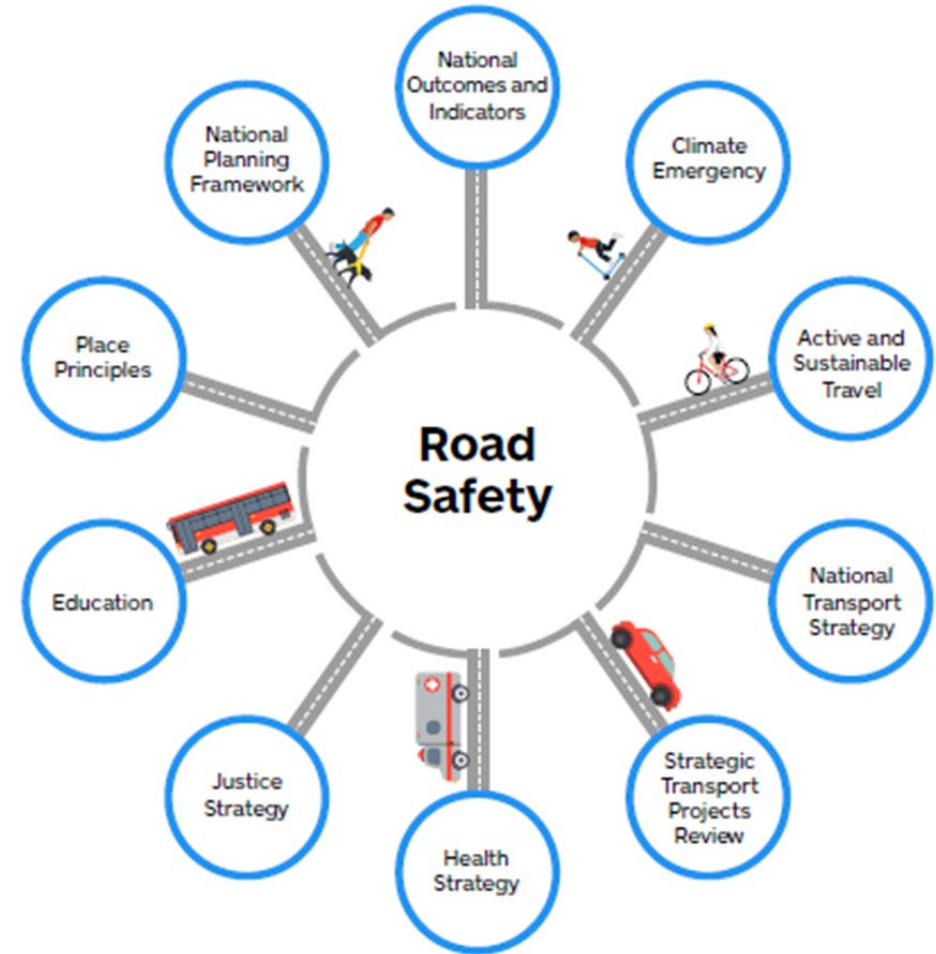 National
Outcomes and
Indicators
Climate
Emergency
Active and
Sustainable
Travel
National
Transport
Strategy
Strategic
Transport
Projects
Review
Health
Strategy
Justice
Strategy
Education
Place
Principles
National
Planning
Framework
Road
Safety